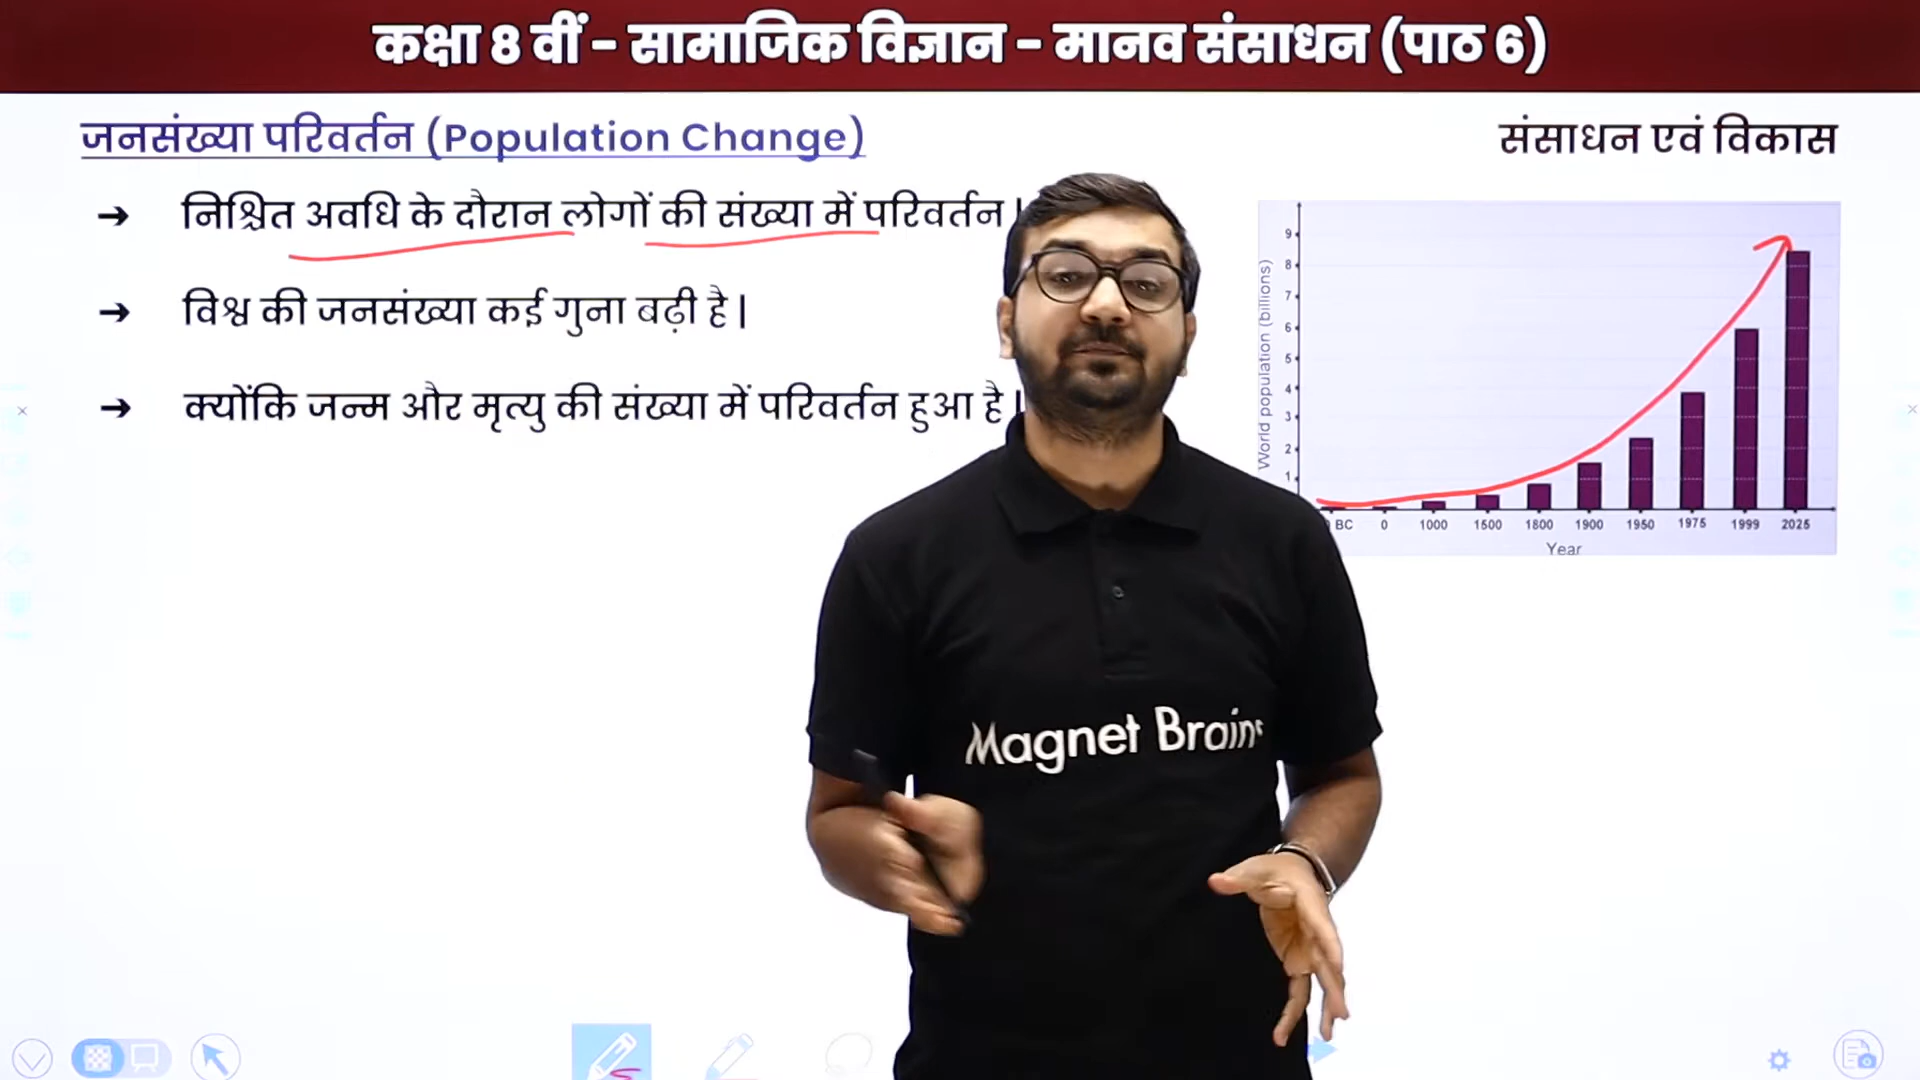 कक्षा 8 वीं - सामाजिक विज्ञान - मानव संसाधन (पाठ 6)
जनसंख्या परिवर्तन (Population Change)
संसाधन एवं विकास
➔ निश्चित अवधि के दौरान लोगों की संख्या में परिवर्तन |
➔ विश्व की जनसंख्या कई गुना बढ़ी है |
➔ क्योंकि जन्म और मृत्यु की संख्या में परिवर्तन हुआ है |
World population (billions)
9
8
7
6
5
4
3
2
1
BC 0 1000 1500 1800 1900 1950 1975 1999 2025
Year
Magnet Brains